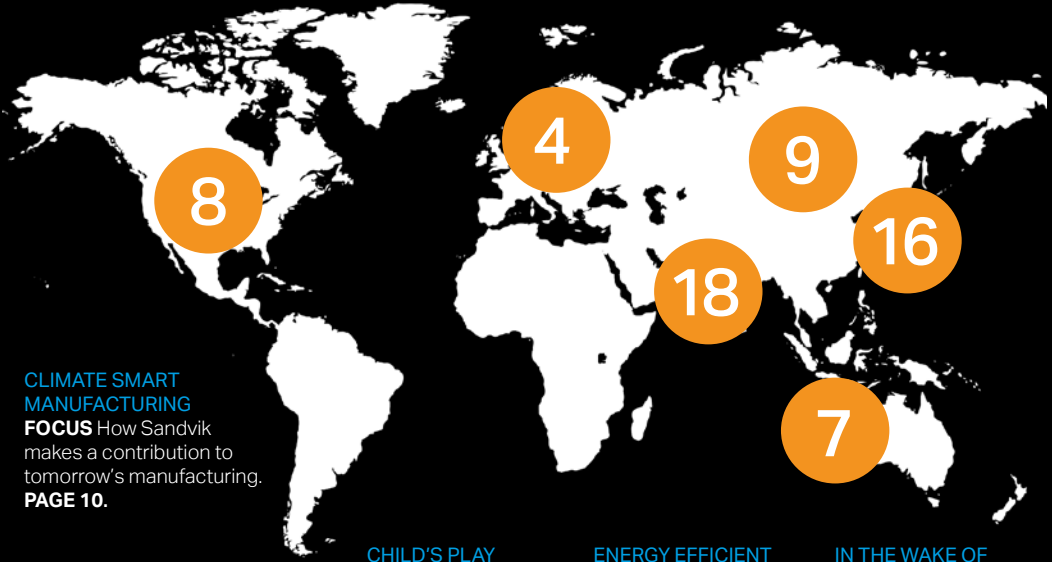 4
9
8
16
18
7
CLIMATE SMART
MANUFACTURING
FOCUS How Sandvik
makes a contribution to
tomorrow's manufacturing.
PAGE 10.
CHILD'S PLAY
ENERGY EFFICIENT
IN THE WAKE OF